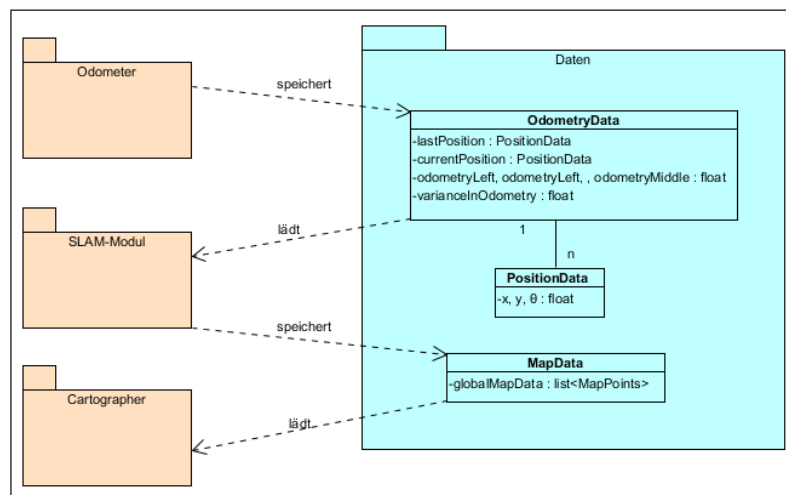 Odometer
Daten
speichert
OdometryData
-lastPosition : PositionData
-currentPosition : PositionData
-odometryLeft, odometryLeft, , odometryMiddle : float
-varianceInOdometry : float
SLAM-Modul
lädt
1
n
PositionData
-x, y, θ : float
speichert
MapData
-globalMapData : list<MapPoints>
Cartographer
lädt